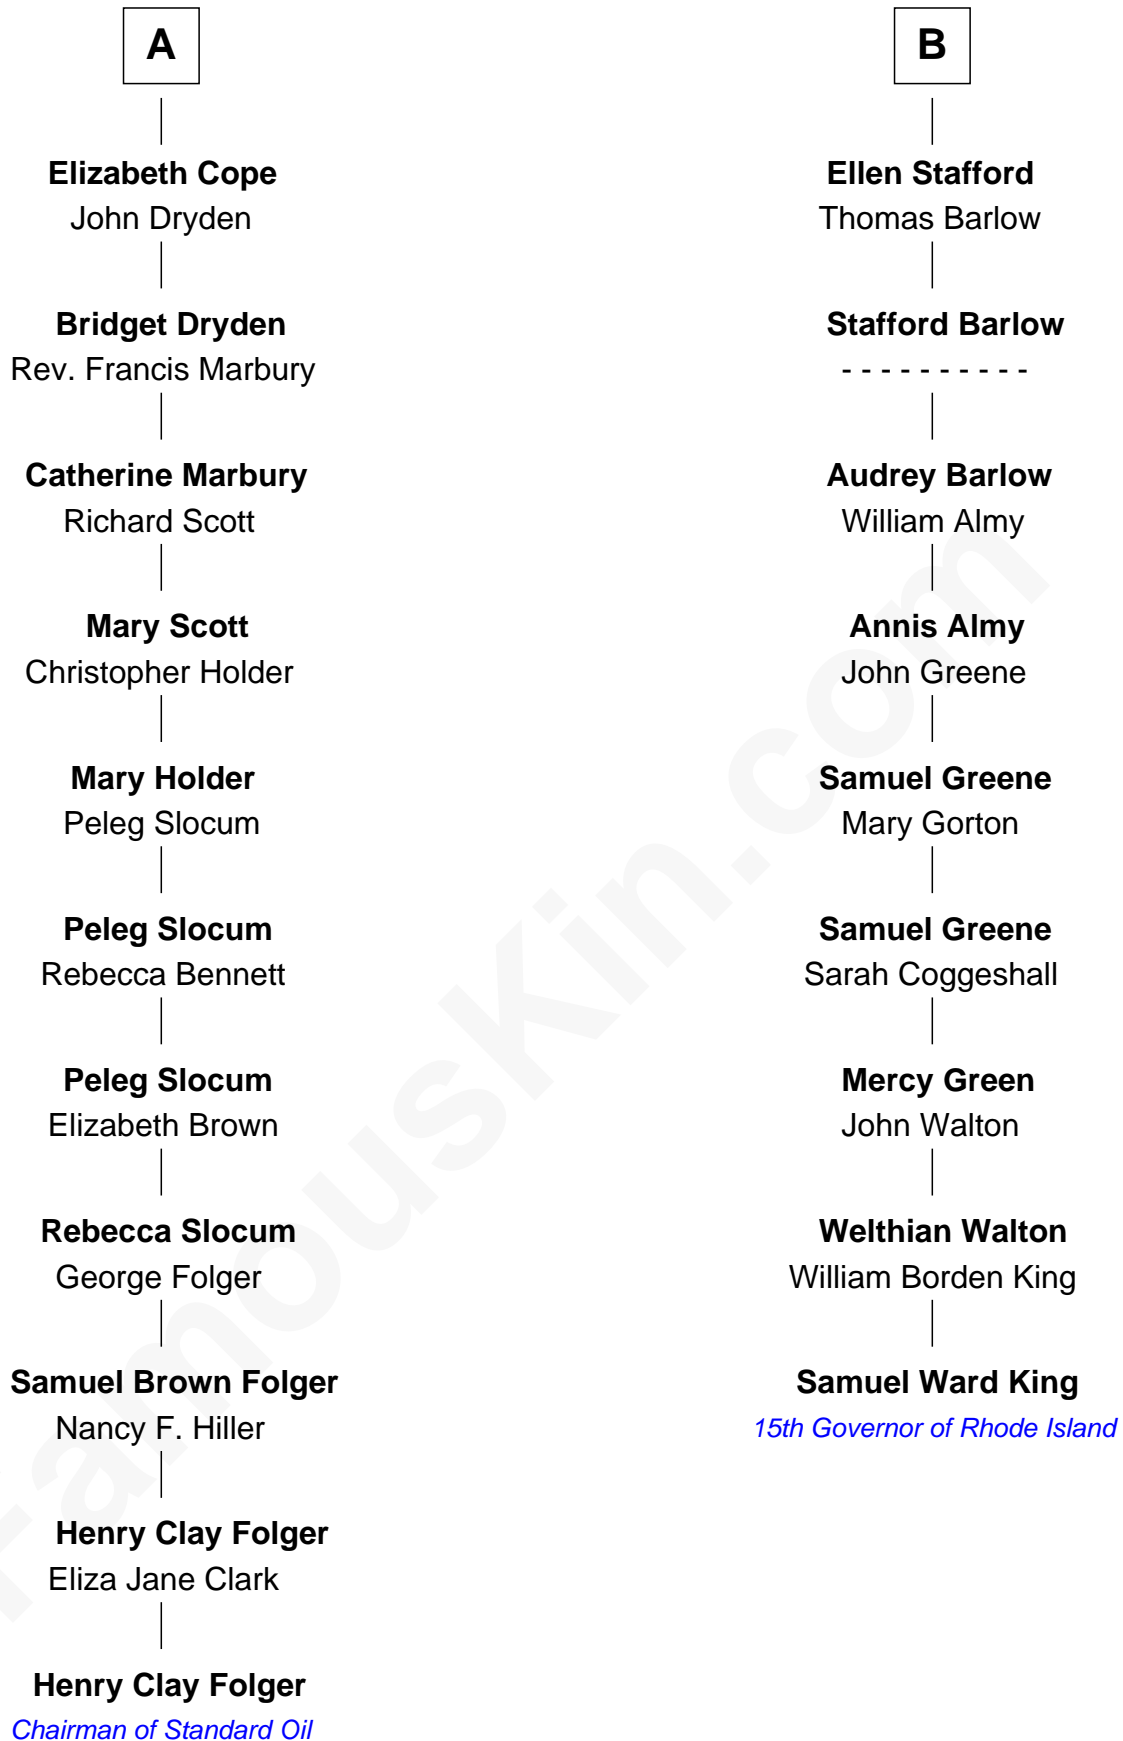 A
Elizabeth Cope
John Dryden
Bridget Dryden
Rev. Francis Marbury
Catherine Marbury
Richard Scott
Mary Scott
Christopher Holder
Mary Holder
Peleg Slocum
Peleg Slocum
Rebecca Bennett
Peleg Slocum
Elizabeth Brown
Rebecca Slocum
George Folger
Samuel Brown Folger
Nancy F. Hiller
Henry Clay Folger
Eliza Jane Clark
Henry Clay Folger
Chairman of Standard Oil
B
Ellen Stafford
Thomas Barlow
Stafford Barlow
- - - - - - - - - -
Audrey Barlow
William Almy
Annis Almy
John Greene
Samuel Greene
Mary Gorton
Samuel Greene
Sarah Coggeshall
Mercy Green
John Walton
Welthian Walton
William Borden King
Samuel Ward King
15th Governor of Rhode Island
FamousKin.com